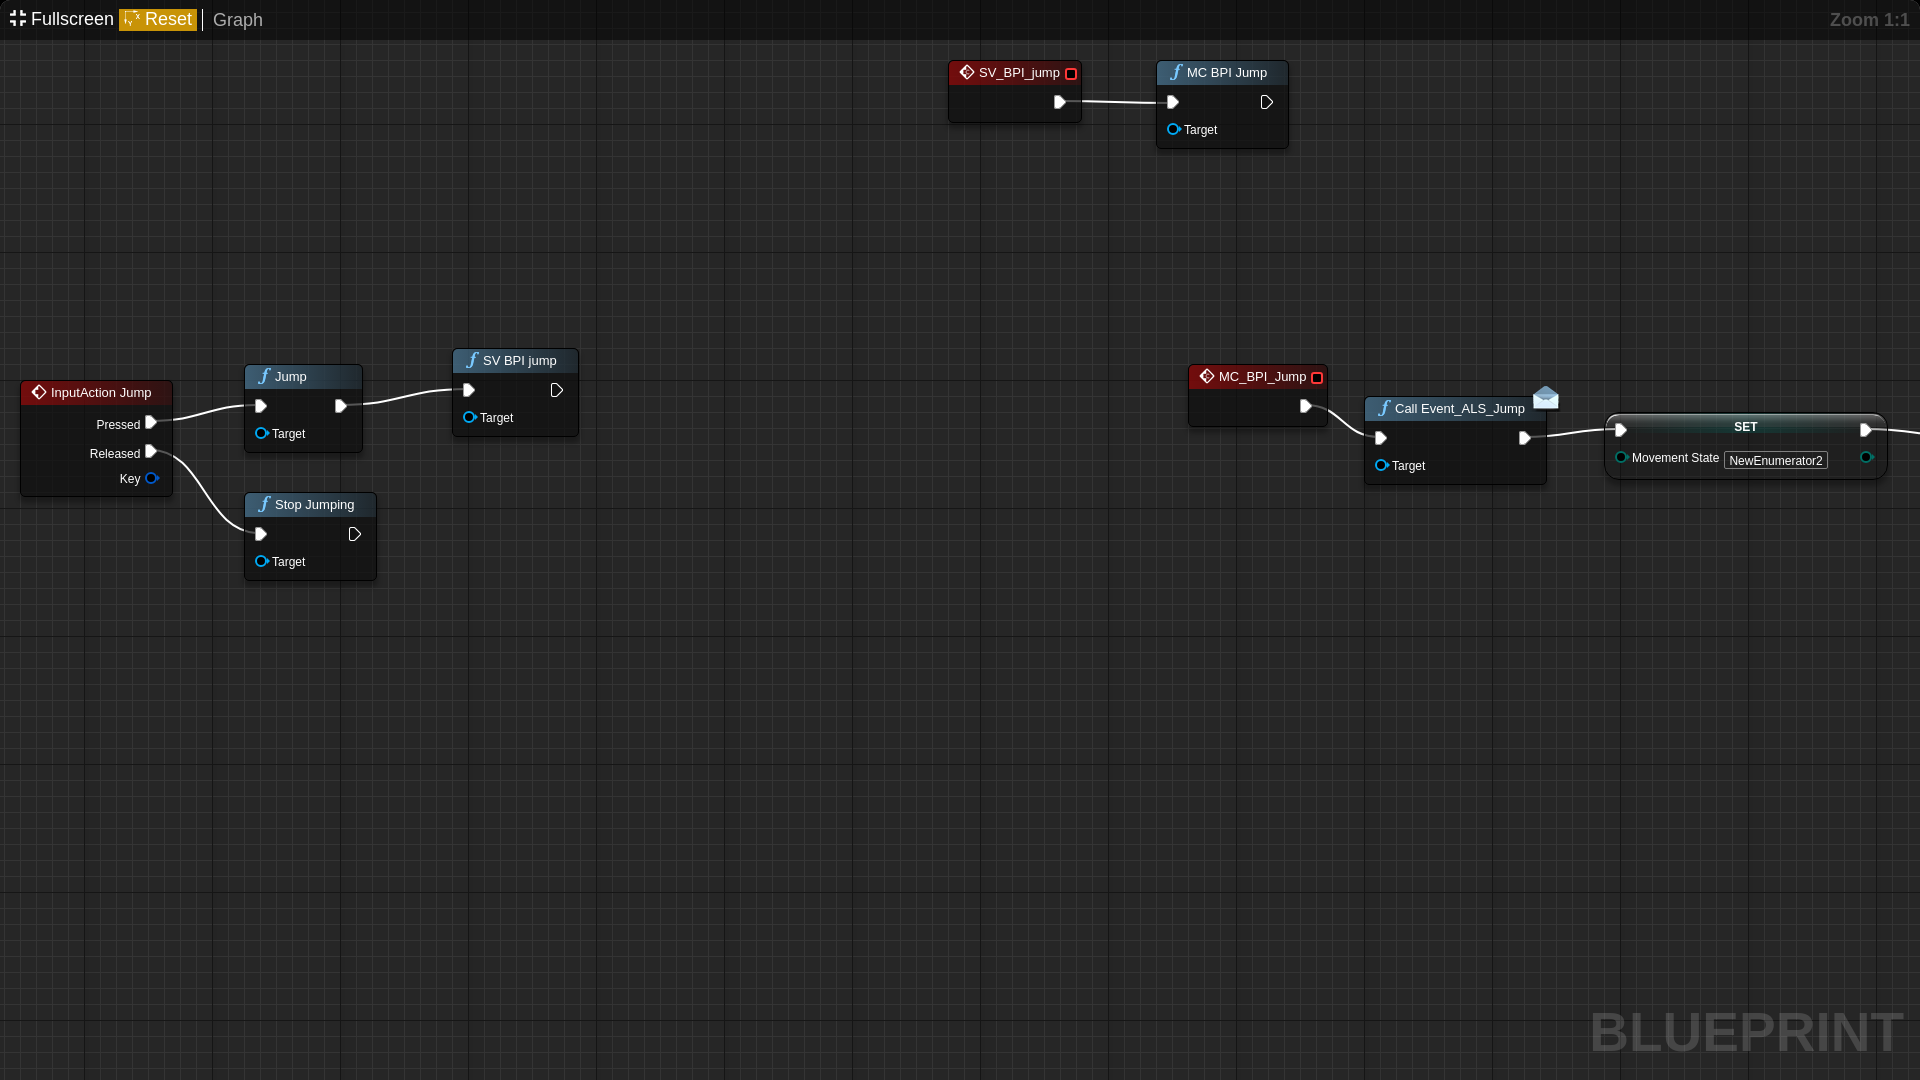 Fullscreen Reset Graph
Zoom 1:1
SV_BPI_jump
MC BPI Jump
Target
InputAction Jump
Pressed
Released
Key
Jump
Target
SV BPI jump
Target
Stop Jumping
Target
MC_BPI_Jump
Call Event_ALS_Jump
Target
SET
Movement State NewEnumerator2
BLUEPRINT